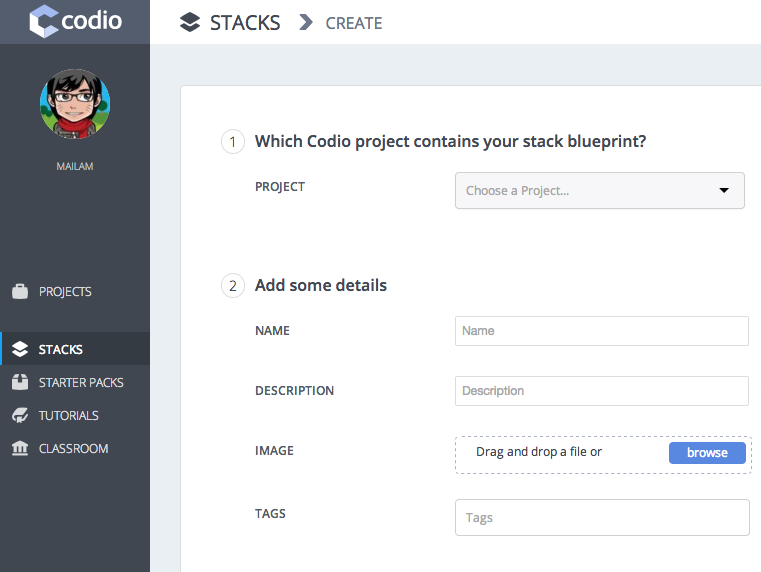 codio
STACKS
CREATE
MAILAM
PROJECTS
STACKS
STARTER PACKS
TUTORIALS
CLASSROOM
1
Which Codio project contains your stack blueprint?
PROJECT
Choose a Project...
2
Add some details
NAME
Name
DESCRIPTION
Description
IMAGE
Drag and drop a file or
browse
TAGS
Tags